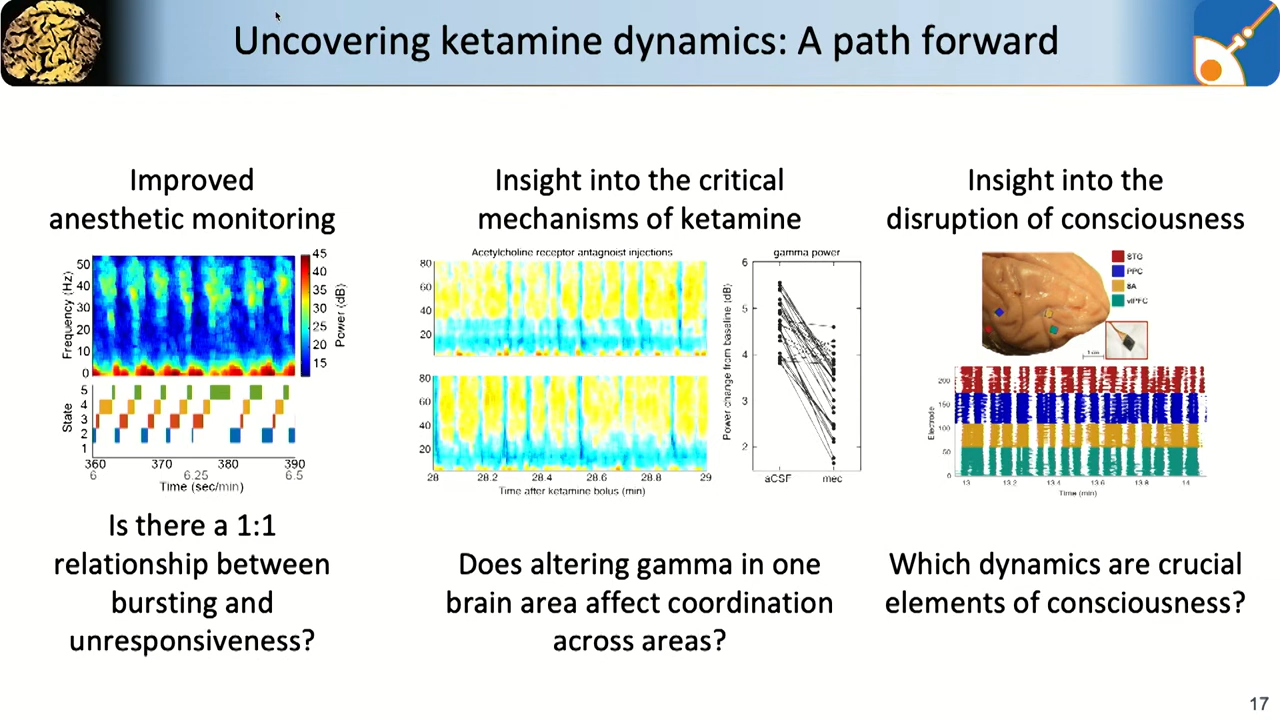 Uncovering ketamine dynamics: A path forward
Improved
anesthetic monitoring
Frequency (Hz)
50
40
30
20
10
0
45
40
35
30
25
20
15
Power (dB)
State
5
4
3
2
1
360 370 380 390
6 6.25 6.5
Time (sec/min)
Is there a 1:1
relationship between
bursting and
unresponsiveness?
Insight into the critical
mechanisms of ketamine
Acetylcholine receptor antagnoist injections
80
60
40
20
80
60
40
20
28 28.2 28.4 28.6 28.8 29
Time after ketamine bolus (min)
gamma power
Power change from baseline (dB)
6
5
4
3
2
aCSF mec
Does altering gamma in one
brain area affect coordination
across areas?
Insight into the
disruption of consciousness
STG
PPC
8A
vlPFC
1 cm
Electrode
200
150
100
50
0
13 13.2 13.4 13.6 13.8 14
Time (min)
Which dynamics are crucial
elements of consciousness?
17